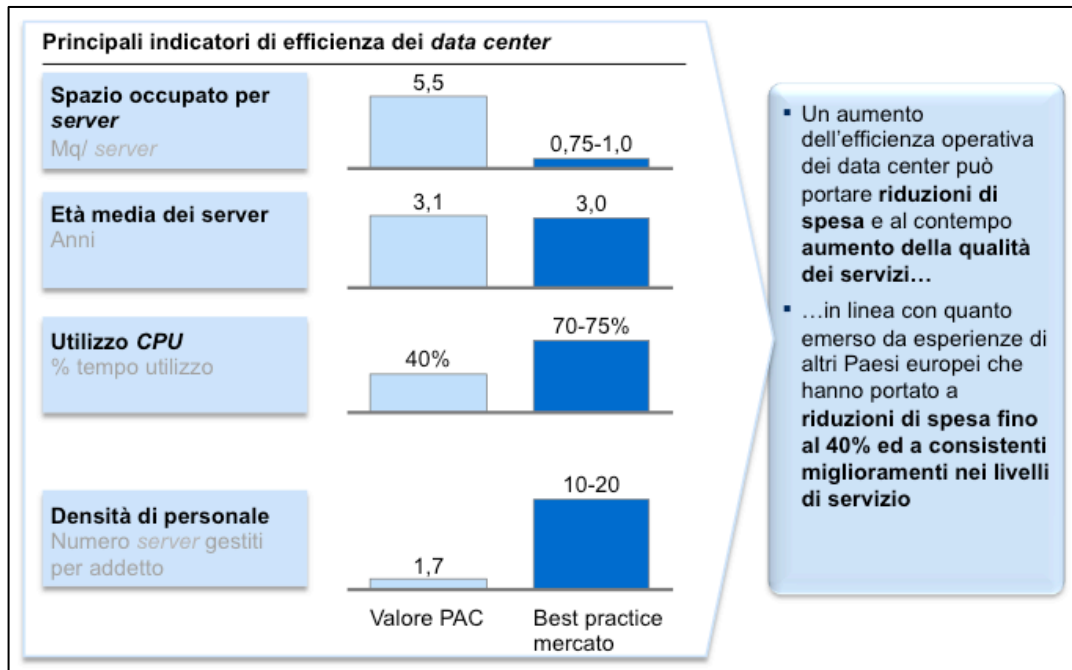 Principali indicatori di efficienza dei data center
Spazio occupato per
server
Mq/ server
5,5
0,75-1,0
Età media dei server
Anni
3,1
3,0
Utilizzo CPU
% tempo utilizzo
40%
70-75%
Densità di personale
Numero server gestiti
per addetto
1,7
10-20
Valore PAC
Best practice
mercato
▪ Un aumento
dell'efficienza operativa
dei data center può
portare riduzioni di
spesa e al contempo
aumento della qualità
dei servizi…
▪ …in linea con quanto
emerso da esperienze di
altri Paesi europei che
hanno portato a
riduzioni di spesa fino
al 40% ed a consistenti
miglioramenti nei livelli
di servizio